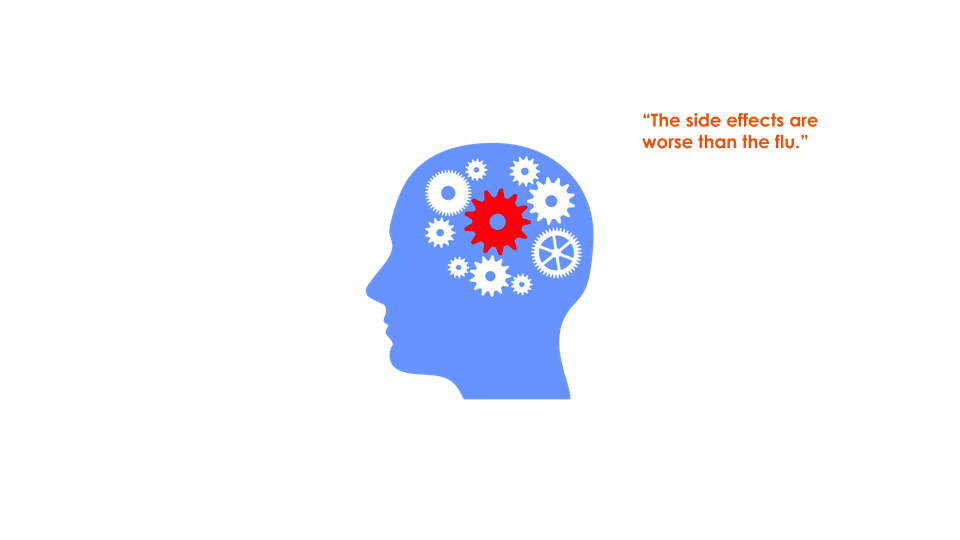 “The side effects are
worse than the flu.”